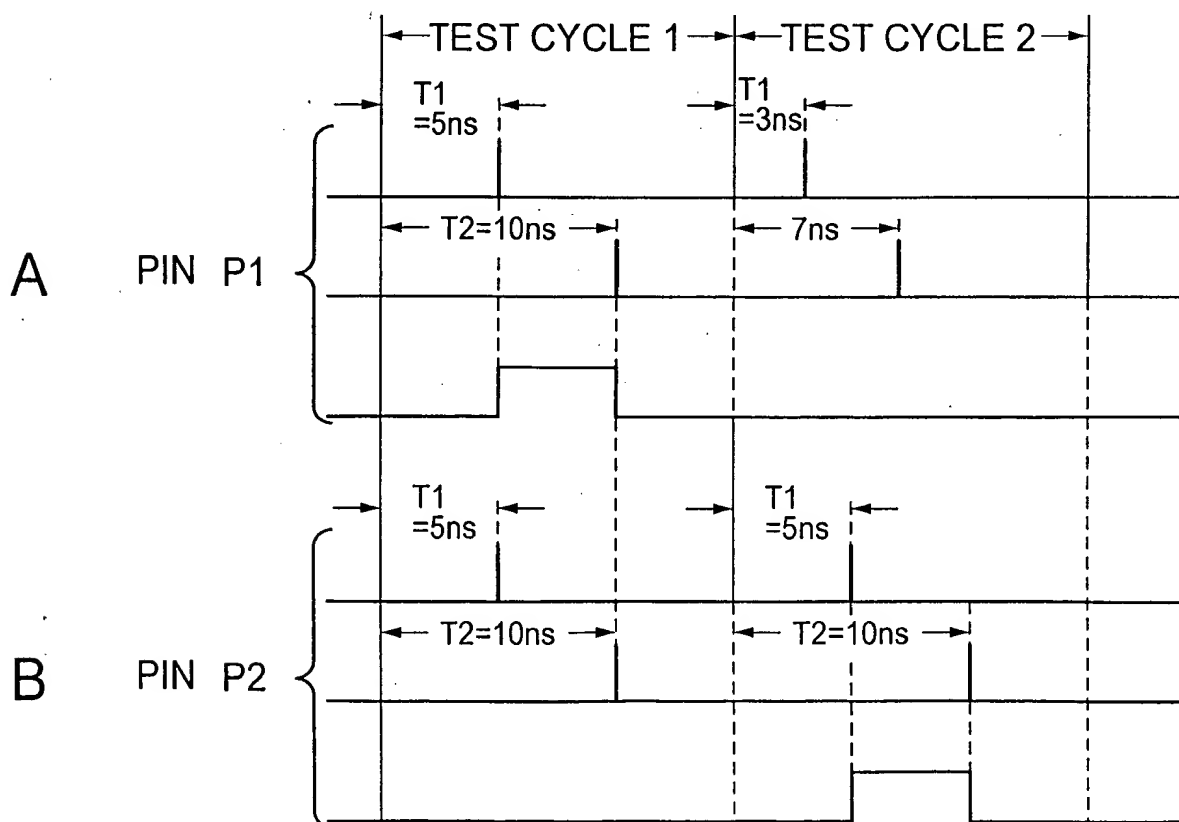 TEST CYCLE 1 TEST CYCLE 2
T1
=5ns
T1
=3ns
T2=10ns 7ns
A PIN P1
T1
=5ns
T1
=5ns
T2=10ns T2=10ns
B PIN P2